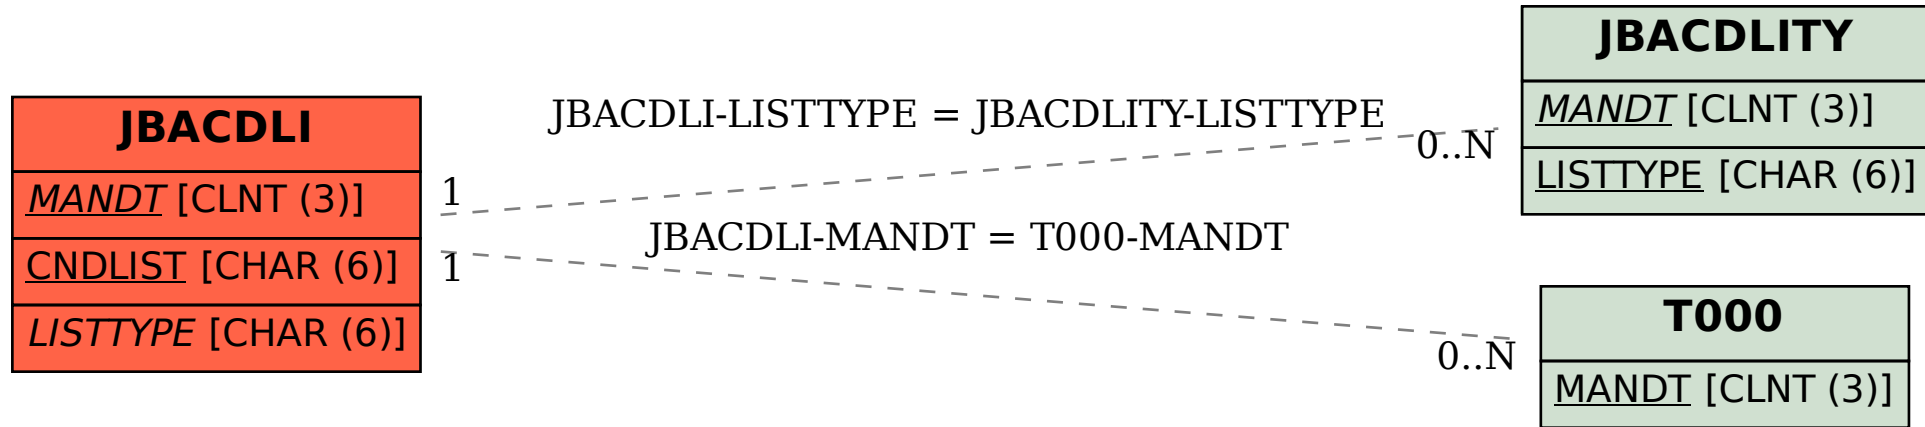 JBACDLI
MANDT [CLNT (3)]
CNDLIST [CHAR (6)]
LISTTYPE [CHAR (6)]
JBACDLI-LISTTYPE = JBACDLITY-LISTTYPE
1
0..N
JBACDLI-MANDT = T000-MANDT
1
0..N
JBACDLITY
MANDT [CLNT (3)]
LISTTYPE [CHAR (6)]
T000
MANDT [CLNT (3)]